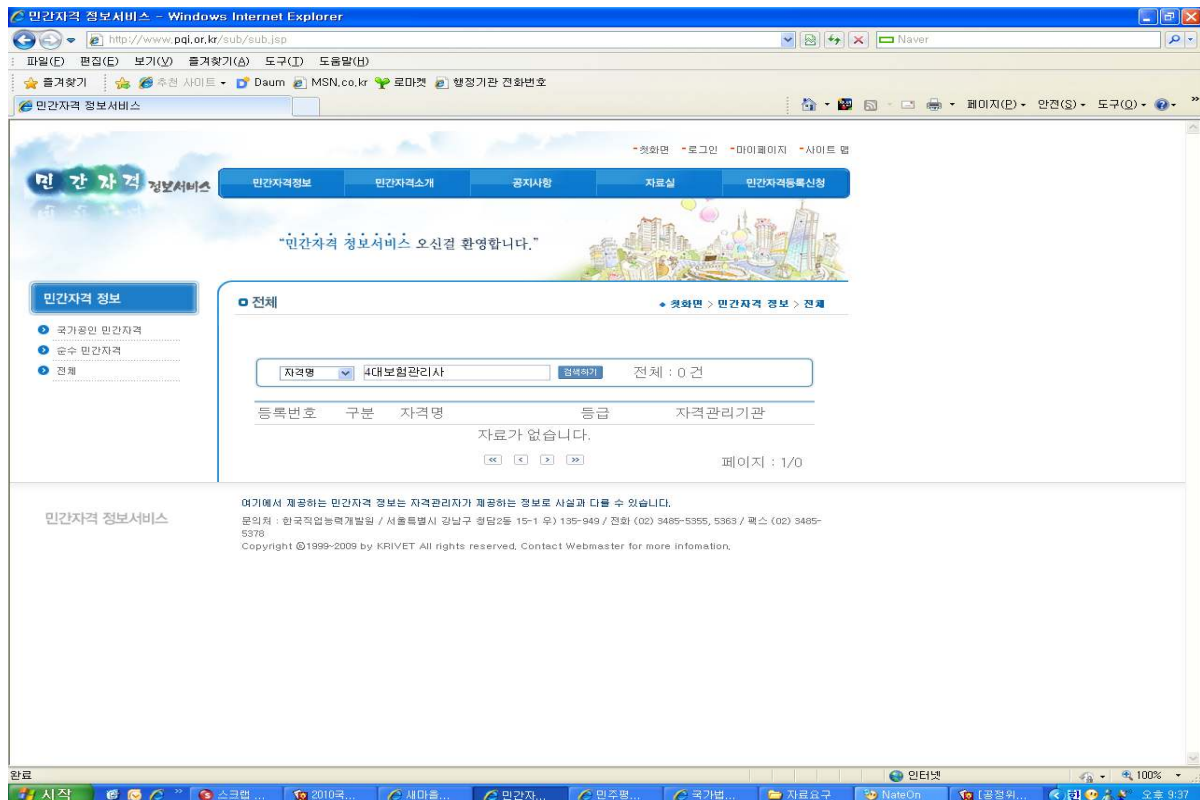 민간자격 정보서비스 - Windows Internet Explorer
http://www.pqi.or.kr/sub/sub.jsp
Naver
파일(F) 편집(E) 보기(V) 즐겨찾기(A) 도구(T) 도움말(H)
즐겨찾기 추천 사이트 Daum MSN.co.kr 로마켓 행정기관 전화번호
민간자격 정보서비스
페이지(P) 안전(S) 도구(O)
첫화면 로그인 마이페이지 사이트 맵
민간자격 정보서비스
민간자격정보 민간자격소개 공지사항 자료실 민간자격등록신청
"민간자격 정보서비스 오신걸 환영합니다."
민간자격 정보
국가공인 민간자격
순수 민간자격
전체
전체
첫화면 > 민간자격 정보 > 전체
자격명 4대보험관리사 검색하기 전체 : 0 건
등록번호 구분 자격명 등급 자격관리기관
자료가 없습니다.
페이지 : 1/0
민간자격 정보서비스
여기에서 제공하는 민간자격 정보는 자격관리자가 제공하는 정보로 사실과 다를 수 있습니다.
문의처 : 한국직업능력개발원 / 서울특별시 강남구 청담2동 15-1 우) 135-949 / 전화 (02) 3485-5355, 5363 / 팩스 (02) 3485-
5378
Copyright ©1999~2009 by KRIVET All rights reserved, Contact Webmaster for more infomation,
완료
인터넷
100%
시작
스크랩 ...
2010국...
새마을...
민간자...
민주평...
국가법...
자료요구
NateOn
[공정위...
오후 9:37